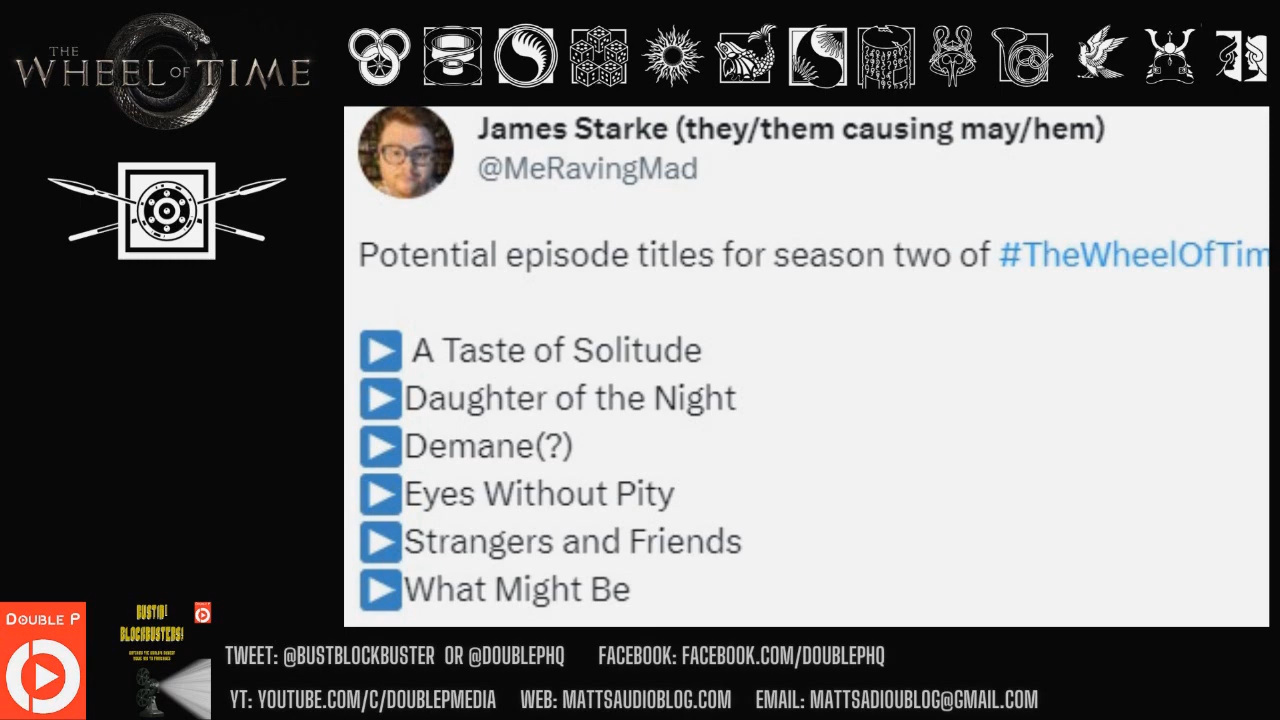 THE
WHEEL OF TIME
James Starke (they/them causing may/hem)
@MeRavingMad
Potential episode titles for season two of #TheWheelOfTim
A Taste of Solitude
Daughter of the Night
Demane(?)
Eyes Without Pity
Strangers and Friends
What Might Be
DOUBLE P
BUSTIN!
BLOCKBUSTERS!
TWEET: @BUSTBLOCKBUSTER OR @DOUBLEPHQ FACEBOOK: FACEBOOK.COM/DOUBLEPHQ
YT: YOUTUBE.COM/C/DOUBLEPMEDIA WEB: MATTSAUDIOBLOG.COM EMAIL: MATTSADIOUBLOG@GMAIL.COM